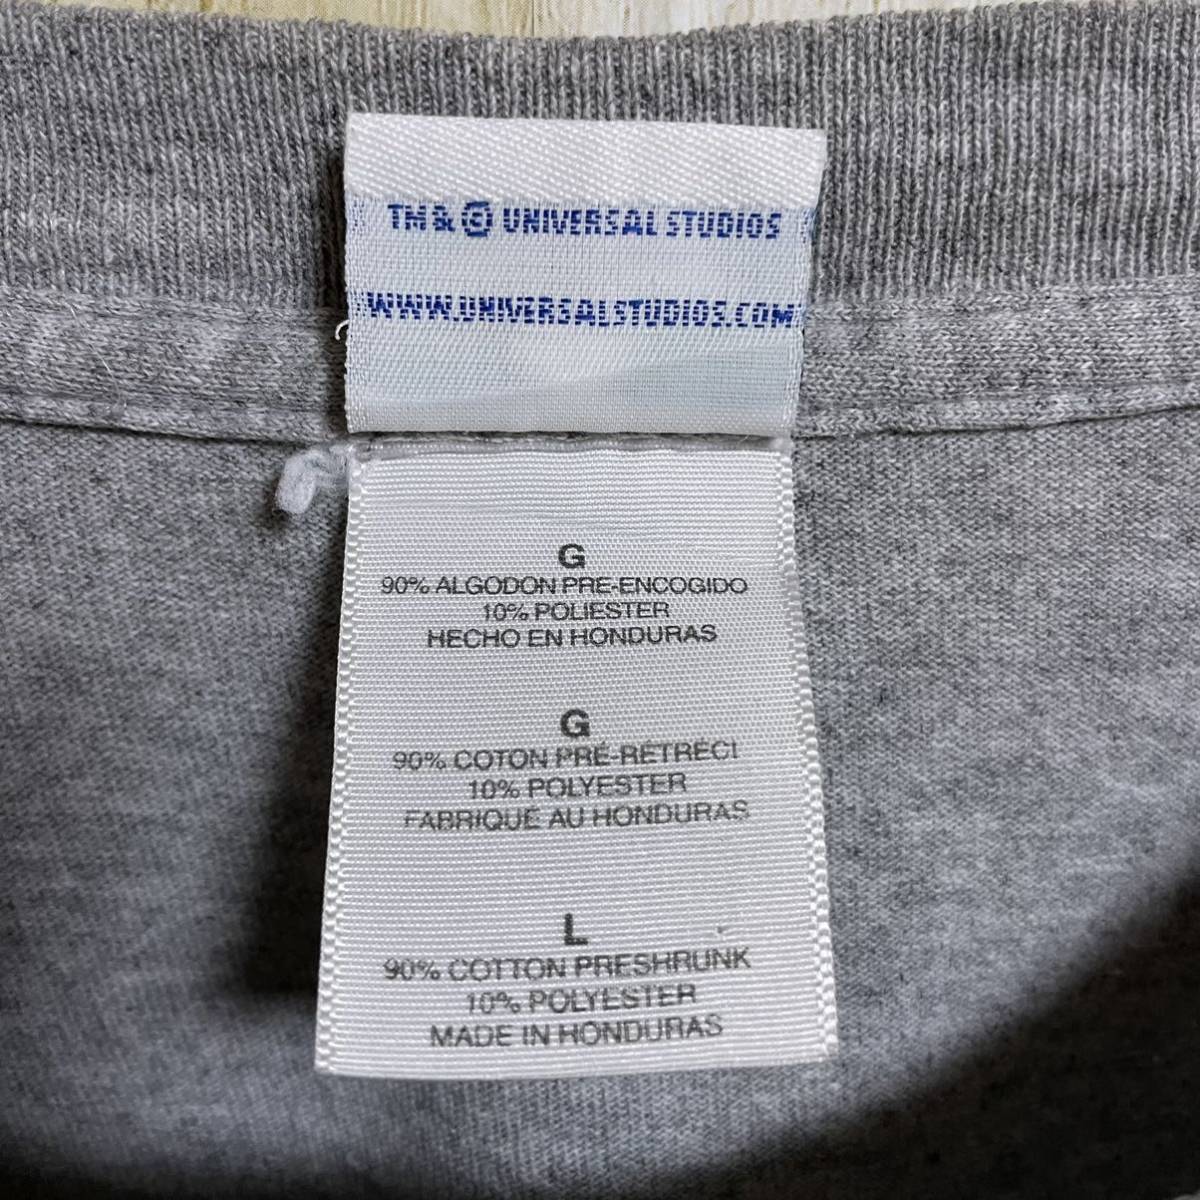 TM & © UNIVERSAL STUDIOS
WWW.UNIVERSALSTUDIOS.COM
G
90% ALGODON PRE-ENCOGIDO
10% POLIESTER
HECHO EN HONDURAS
G
90% COTON PRÉ-RÉTRÉCI
10% POLYESTER
FABRIQUÉ AU HONDURAS
L
90% COTTON PRESHRUNK
10% POLYESTER
MADE IN HONDURAS